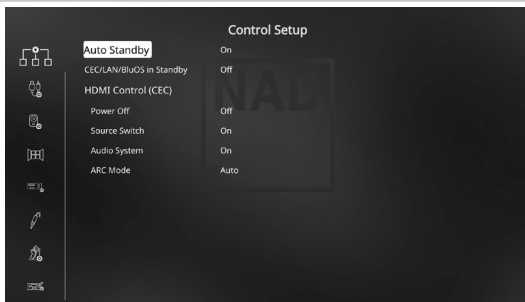 Control Setup
Auto Standby On
CEC/LAN/BluOS in Standby Off
HDMI Control (CEC)
Power Off Off
Source Switch On
Audio System On
ARC Mode Auto
NAD